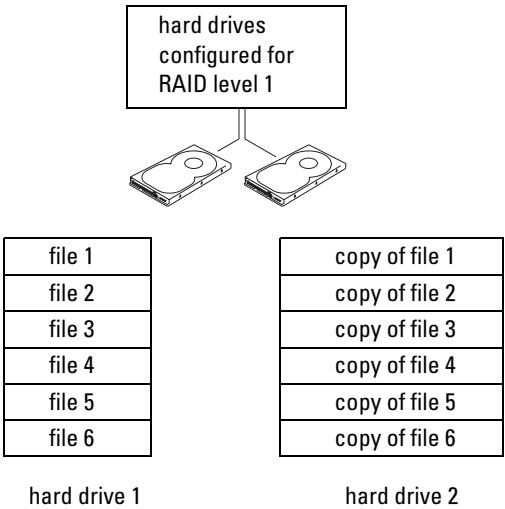 hard drives
configured for
RAID level 1
file 1
copy of file 1
file 2
copy of file 2
file 3
copy of file 3
file 4
copy of file 4
file 5
copy of file 5
file 6
copy of file 6
hard drive 1
hard drive 2